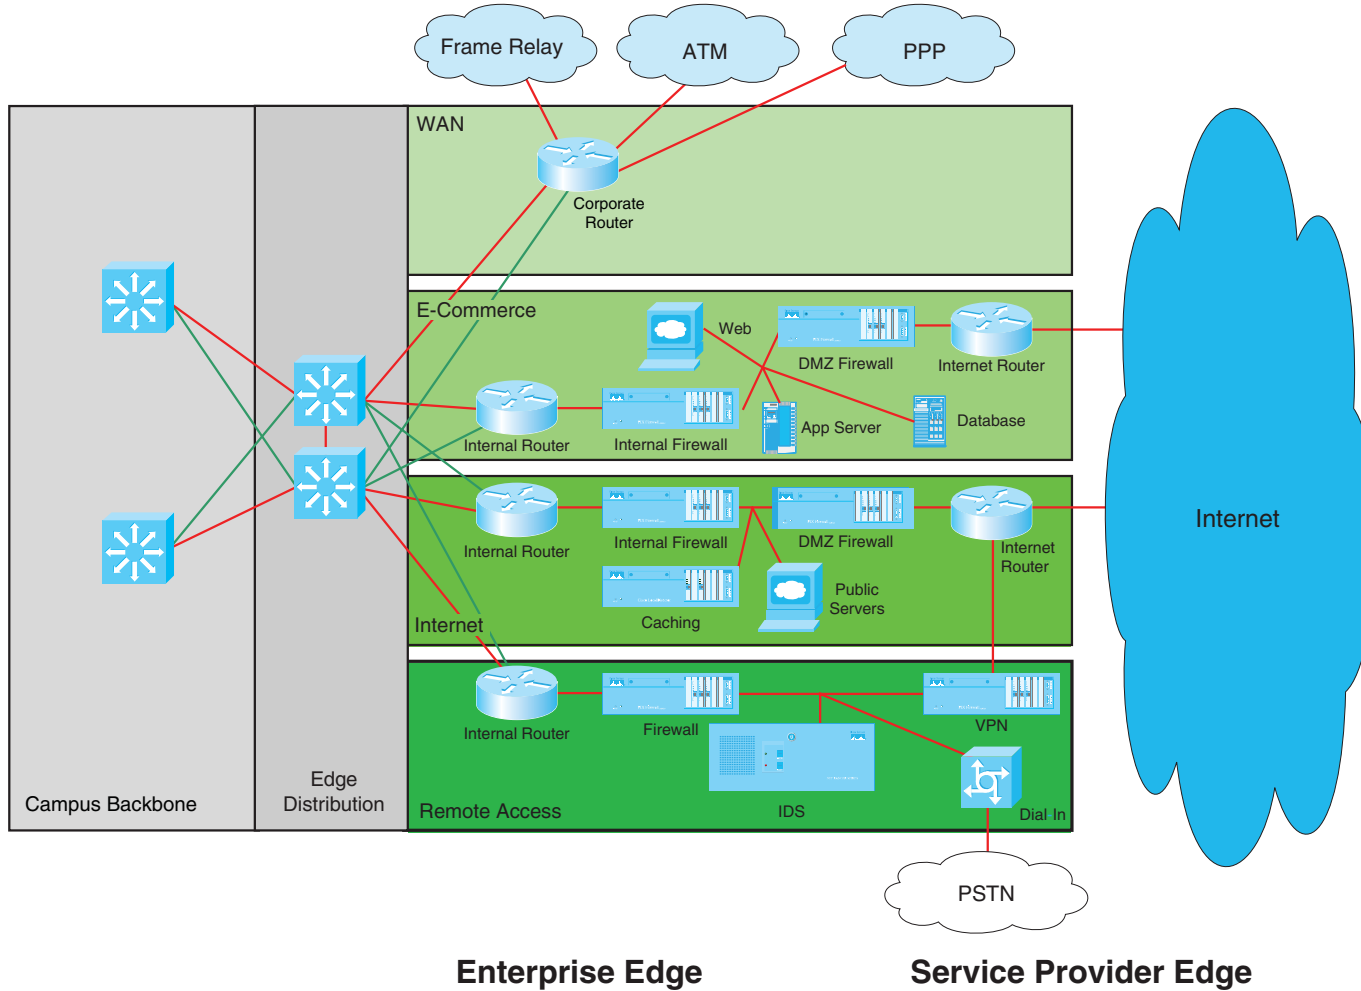 Frame Relay
ATM
PPP
WAN
Corporate
Router
E-Commerce
Web
DMZ Firewall
Internet Router
Internal Router
Internal Firewall
App Server
Database
Internal Router
Internal Firewall
DMZ Firewall
Internet
Router
Caching
Public
Servers
Internet
Internet
Internal Router
Firewall
VPN
IDS
Dial In
Remote Access
Campus Backbone
Edge
Distribution
PSTN
Enterprise Edge
Service Provider Edge